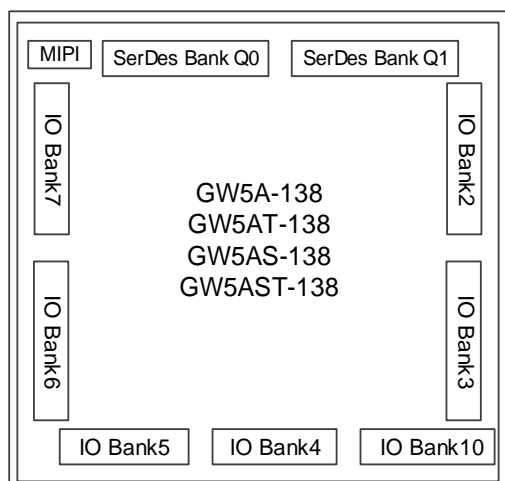 MIPI
SerDes Bank Q0
SerDes Bank Q1
IO Bank7
IO Bank2
GW5A-138
GW5AT-138
GW5AS-138
GW5AST-138
IO Bank6
IO Bank3
IO Bank5
IO Bank4
IO Bank10